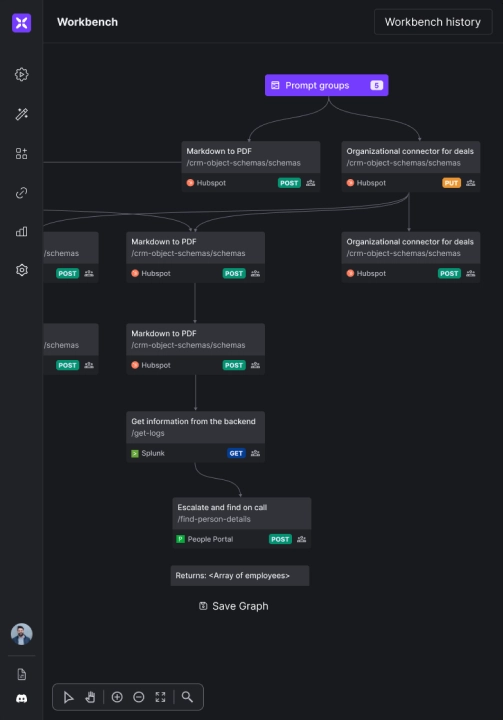 Workbench
Workbench history
Prompt groups 5
Markdown to PDF
/crm-object-schemas/schemas
Hubspot POST
Organizational connector for deals
/crm-object-schemas/schemas
Hubspot PUT
/schemas
POST
Markdown to PDF
/crm-object-schemas/schemas
Hubspot POST
Organizational connector for deals
/crm-object-schemas/schemas
Hubspot POST
/schemas
POST
Markdown to PDF
/crm-object-schemas/schemas
Hubspot POST
Get information from the backend
/get-logs
Splunk GET
Escalate and find on call
/find-person-details
P People Portal POST
Returns: <Array of employees>
Save Graph